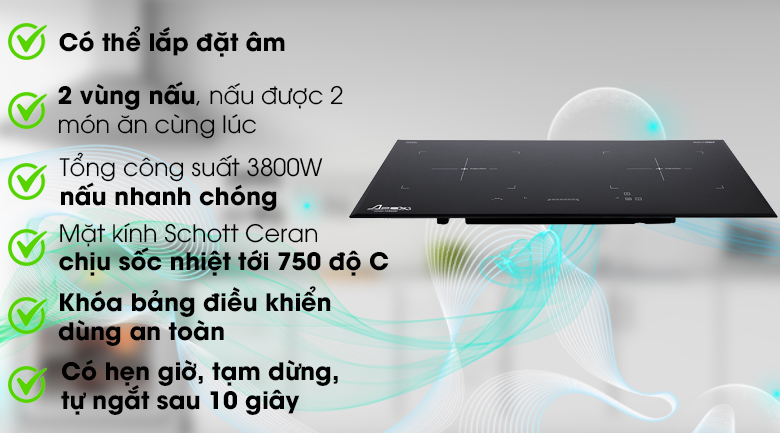 Có thể lắp đặt âm
2 vùng nấu, nấu được 2
món ăn cùng lúc
Tổng công suất 3800W
nấu nhanh chóng
Mặt kính Schott Ceran
chịu sốc nhiệt tới 750 độ C
Khóa bảng điều khiển
dùng an toàn
Có hẹn giờ, tạm dừng,
tự ngắt sau 10 giây